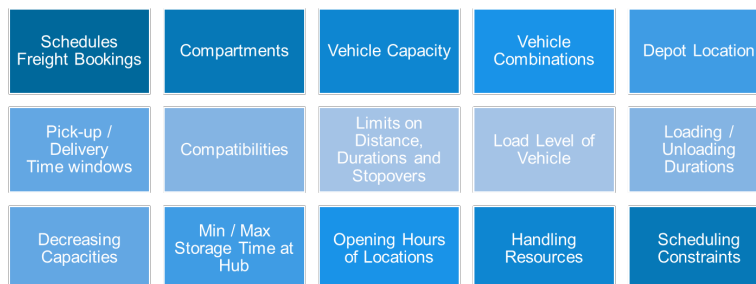 Schedules
Freight Bookings
Compartments
Vehicle Capacity
Vehicle
Combinations
Depot Location
Pick-up /
Delivery
Time windows
Compatibilities
Limits on
Distance,
Durations and
Stopovers
Load Level of
Vehicle
Loading /
Unloading
Durations
Decreasing
Capacities
Min / Max
Storage Time at
Hub
Opening Hours
of Locations
Handling
Resources
Scheduling
Constraints